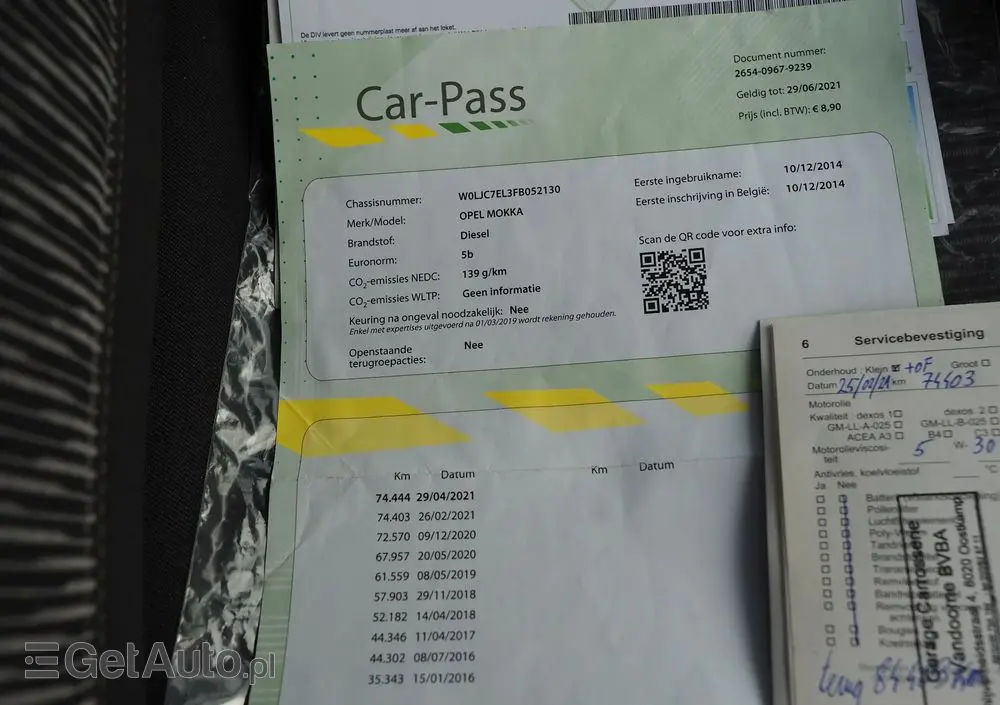 De DIV levert geen nummerplaat meer af aan het loket.
Car-Pass
Document nummer:
2654-0967-9239
Geldig tot: 29/06/2021
Prijs (incl. BTW): € 8,90
Chassisnummer: W0LJC7EL3FB052130
Merk/Model: OPEL MOKKA
Brandstof: Diesel
Euronorm: 5b
CO2-emissies NEDC: 139 g/km
CO2-emissies WLTP: Geen informatie
Keuring na ongeval noodzakelijk: Nee
Enkel met expertises uitgevoerd na 01/03/2019 wordt rekening gehouden.
Openstaande
terugroepacties: Nee
Eerste ingebruikname: 10/12/2014
Eerste inschrijving in België: 10/12/2014
Scan de QR code voor extra info:
Km Datum Km Datum
74.444 29/04/2021
74.403 26/02/2021
72.570 09/12/2020
67.957 20/05/2020
61.559 08/05/2019
57.903 29/11/2018
52.182 14/04/2018
44.346 11/04/2017
44.302 08/07/2016
35.343 15/01/2016
6 Servicebevestiging
Onderhoud: Klein +OF Groot
Datum km 74403
Motorolie
Kwaliteit: dexos 1 dexos 2
GM-LL-A-025 GM-LL-B-025
ACEA A3 B4 C3
Motorolieviscosi-
teit 5 W- 30
Antivries, koelvloeistof °C
Ja Nee
Garage Carrosserie
Vandoorne BVBA
4, 8020 Oostkamp
terug
GetAuto.pl